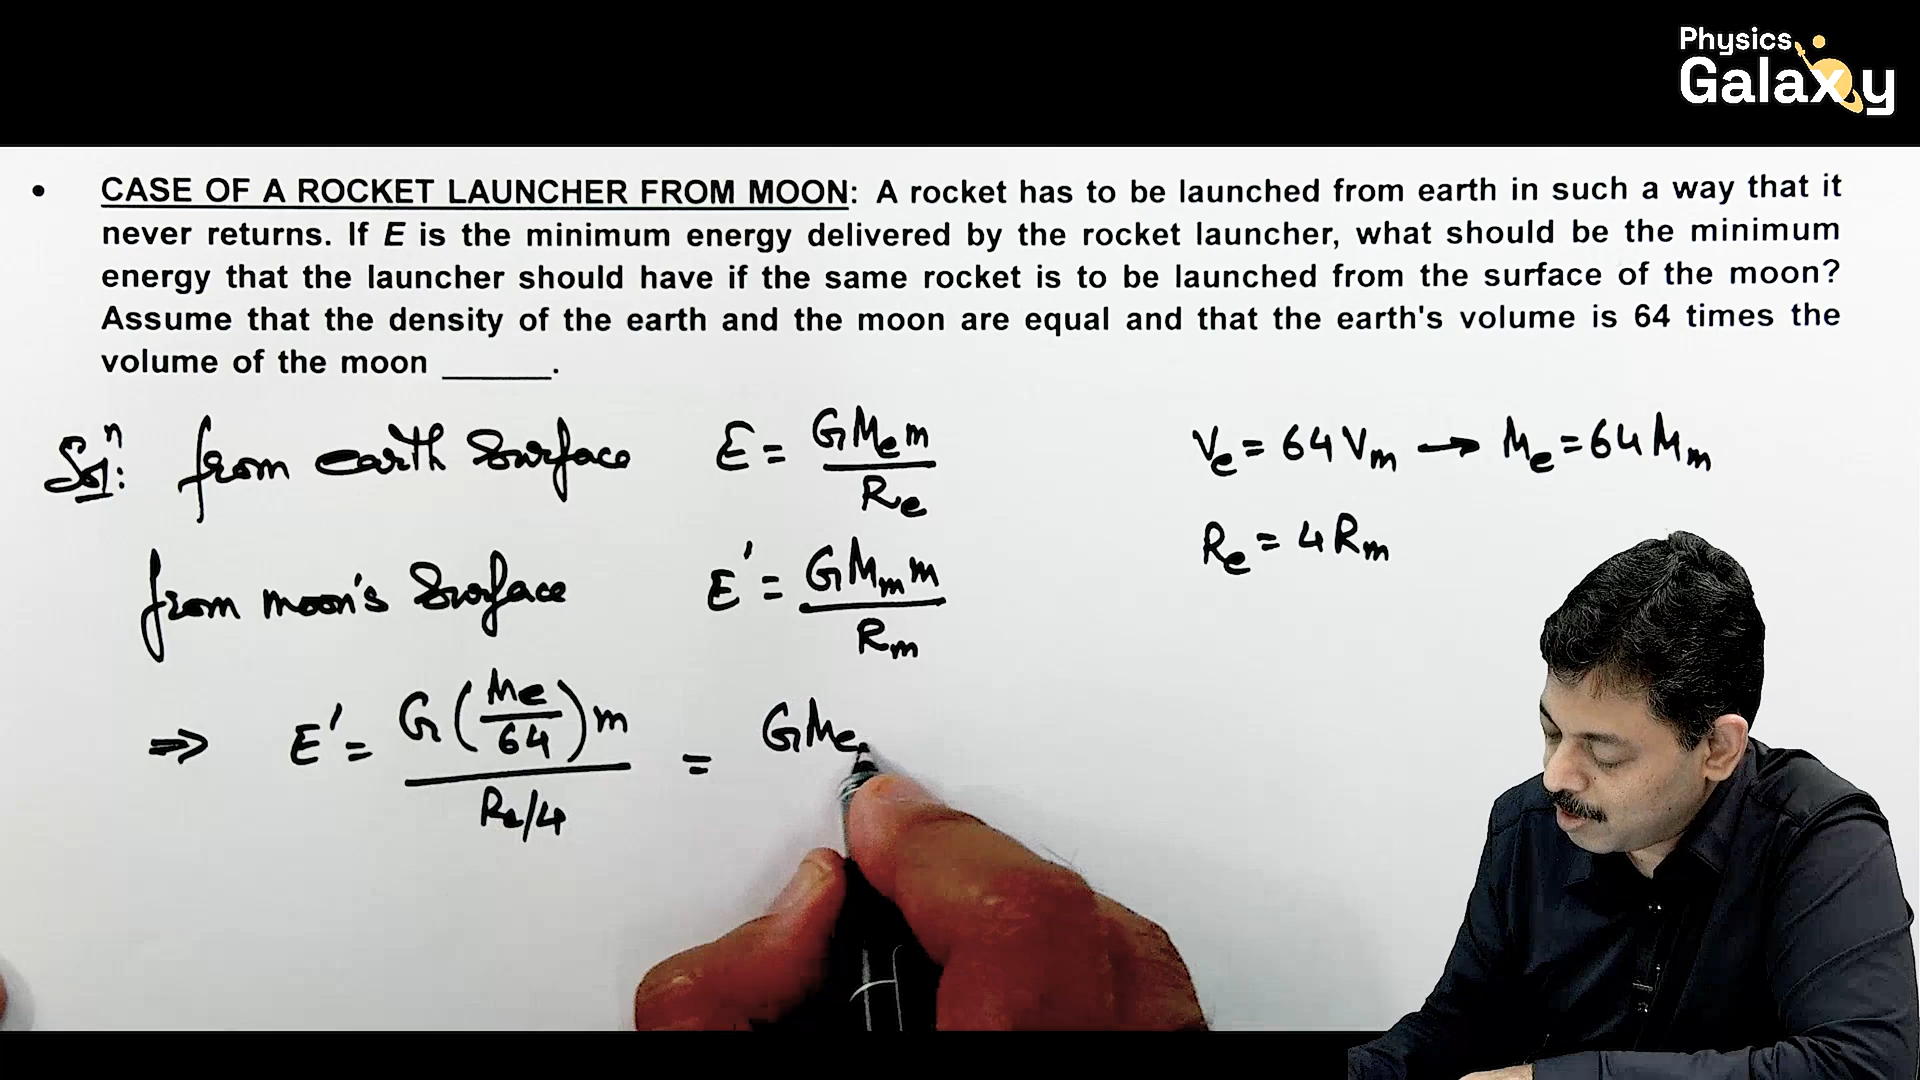 Physics
Galaxy
• CASE OF A ROCKET LAUNCHER FROM MOON: A rocket has to be launched from earth in such a way that it
never returns. If E is the minimum energy delivered by the rocket launcher, what should be the minimum
energy that the launcher should have if the same rocket is to be launched from the surface of the moon?
Assume that the density of the earth and the moon are equal and that the earth's volume is 64 times the
volume of the moon ______.
Solⁿ: from earth surface E = GMₑm / Rₑ Vₑ = 64Vₘ → Mₑ = 64Mₘ
Rₑ = 4Rₘ
from moon's surface E' = GMₘm / Rₘ
⇒ E' = G(Mₑ/64)m / Rₑ/4 = GMₑ